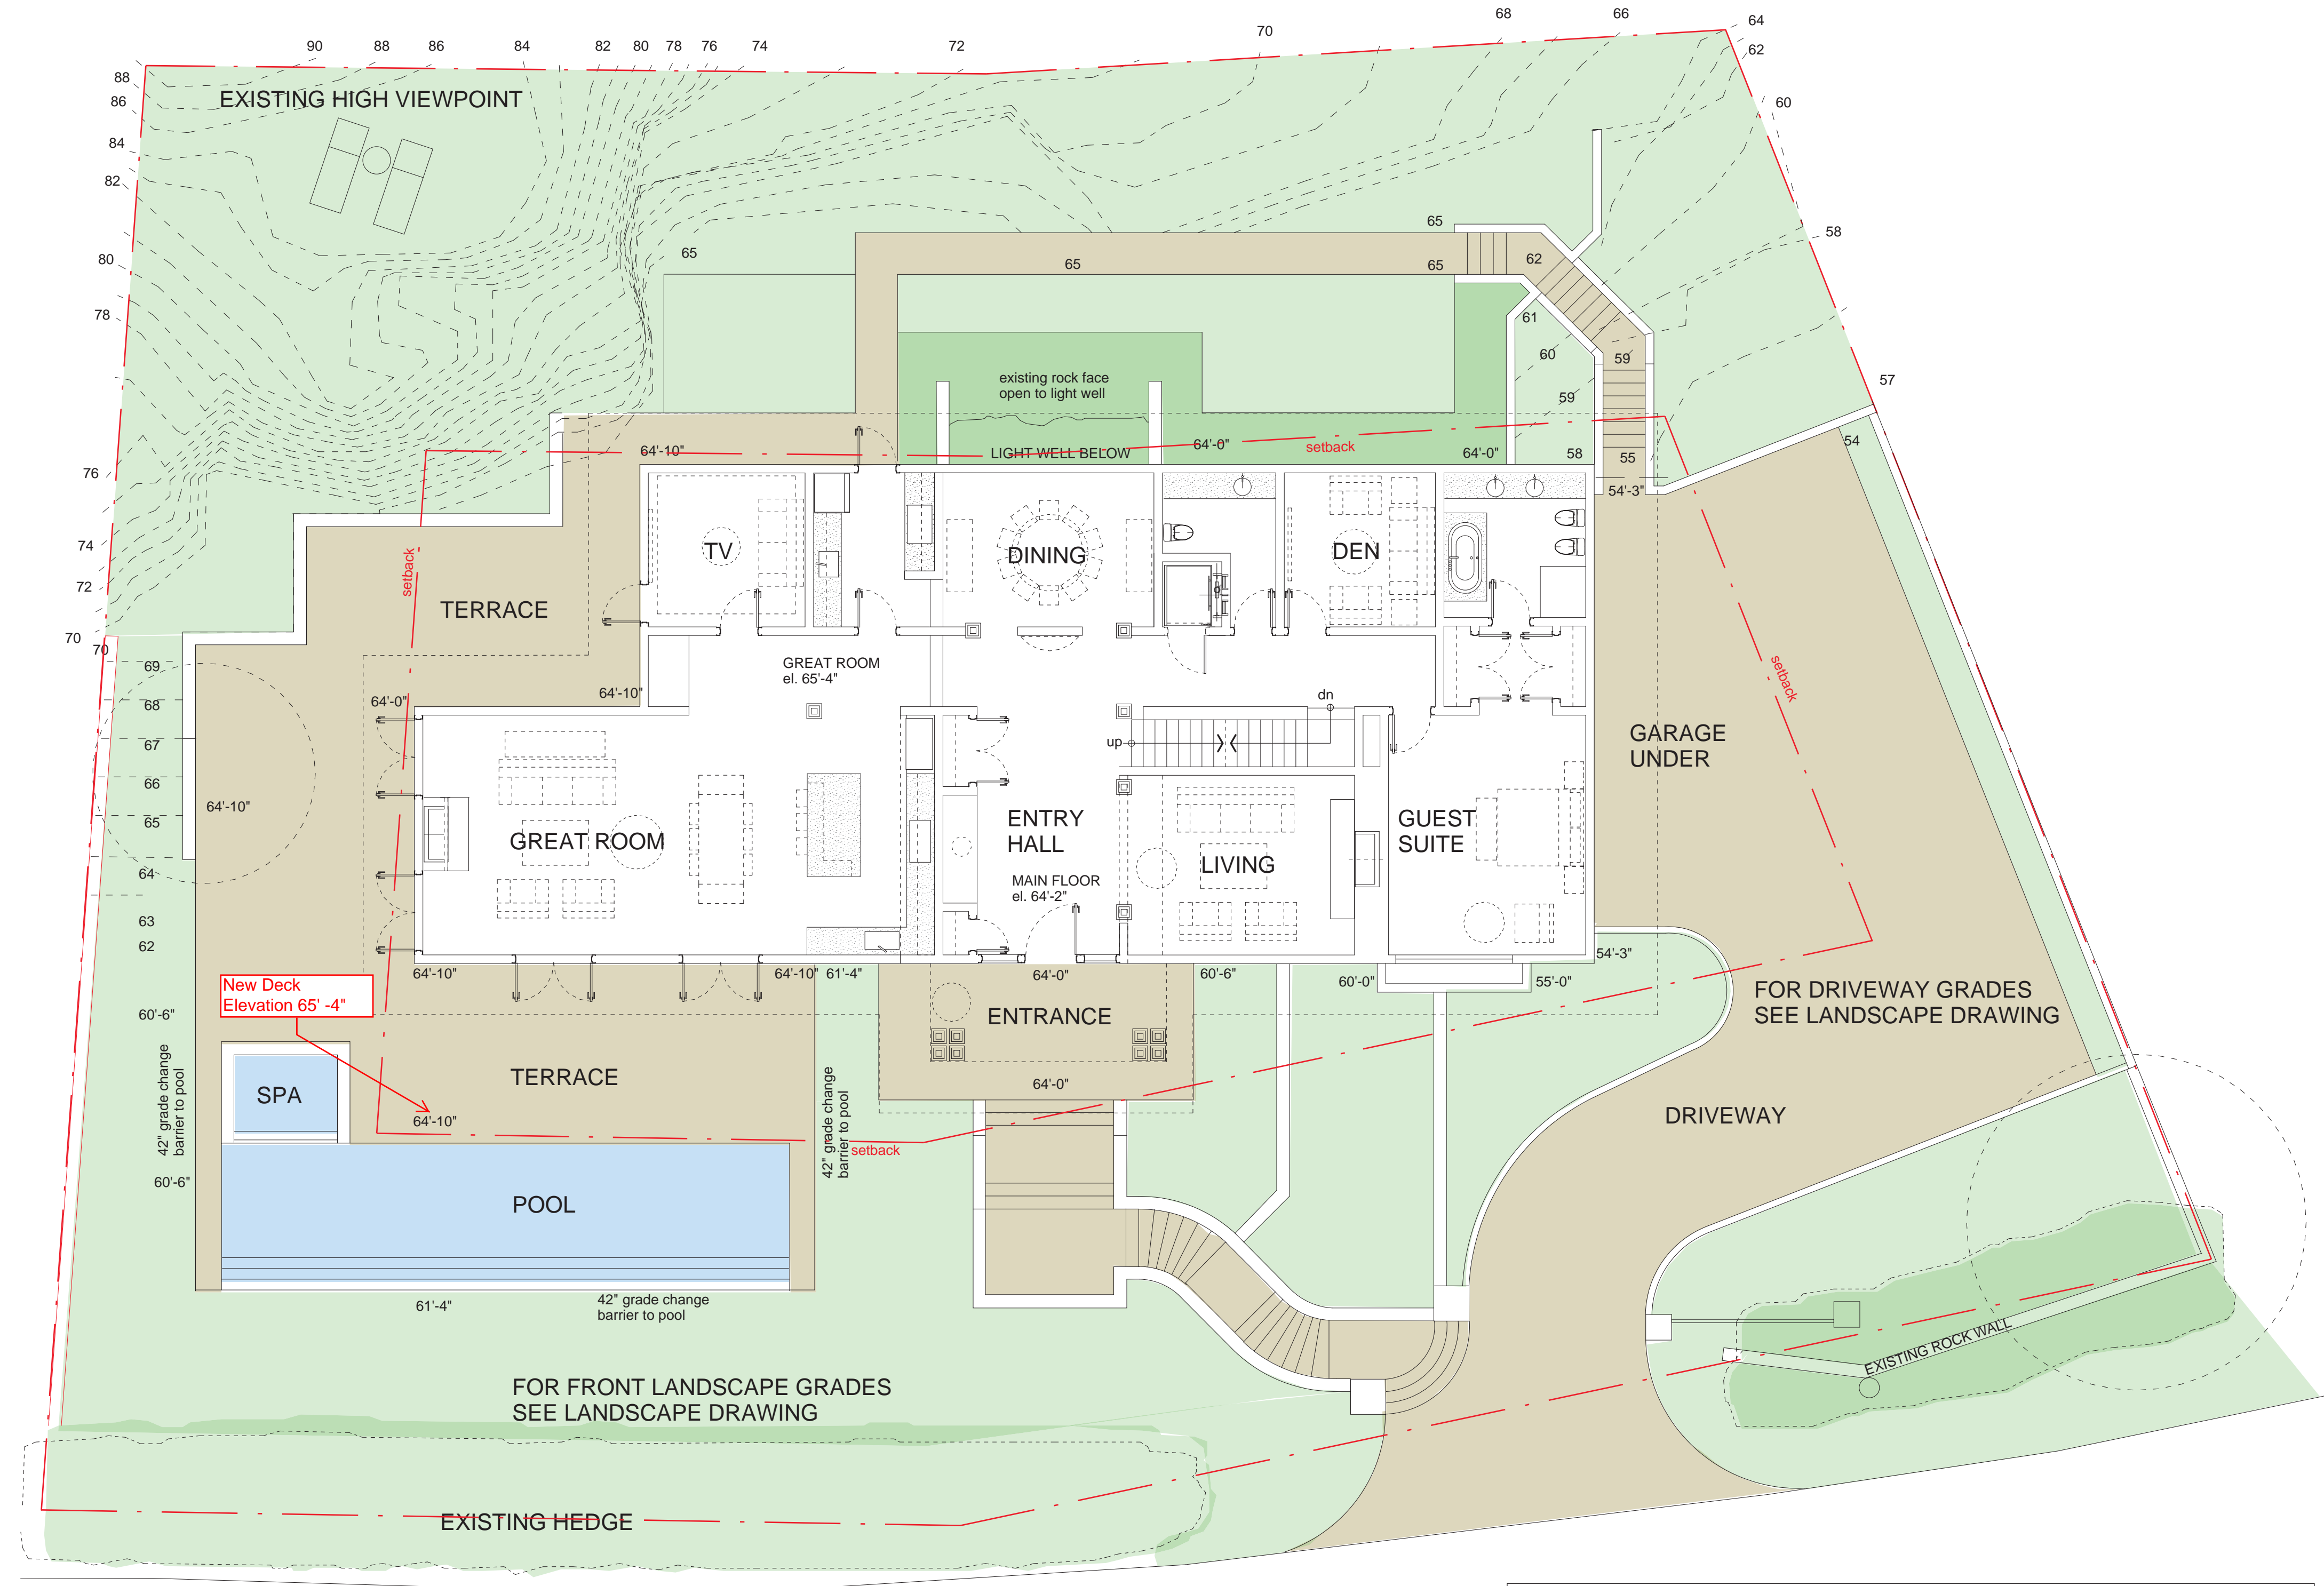 68
66
64
70
62
90
88
86
84
82
80
78
76
74
72
88
86
EXISTING HIGH VIEWPOINT
60
84
82
65
58
65
65
65
62
80
78
61
60
59
existing rock face
open to light well
57
59
64'-0"
setback
64'-10"
LIGHT WELL BELOW
64'-0"
58
55
54
76
54'-3"
74
TV
DINING
DEN
setback
72
TERRACE
70
70
69
GREAT ROOM
el. 65'-4"
setback
64'-10"
64'-0"
dn
68
67
up
GARAGE
UNDER
66
64'-10"
65
GREAT ROOM
ENTRY
HALL
GUEST
SUITE
LIVING
64
MAIN FLOOR
el. 64'-2"
63
62
54'-3"
64'-10"
64'-10"
61'-4"
64'-0"
60'-6"
60'-0"
55'-0"
New Deck
Elevation 65' -4"
FOR DRIVEWAY GRADES
SEE LANDSCAPE DRAWING
60'-6"
ENTRANCE
TERRACE
64'-0"
SPA
42" grade change
barrier to pool
64'-10"
42" grade change
barrier to pool
DRIVEWAY
setback
60'-6"
POOL
61'-4"
42" grade change
barrier to pool
EXISTING ROCK WALL
FOR FRONT LANDSCAPE GRADES
SEE LANDSCAPE DRAWING
EXISTING HEDGE